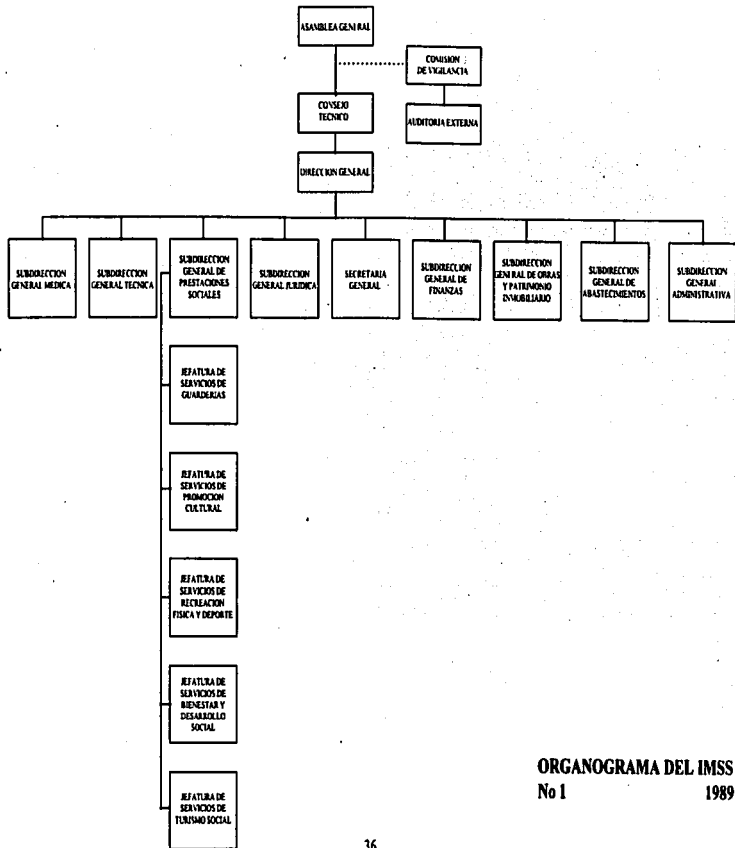 ASAMBLEA GENERAL
COMISION
DE VIGILANCIA
CONSEJO
TECNICO
AUDITORIA EXTERNA
DIRECCION GENERAL
SUBDIRECCION
GENERAL MEDICA
SUBDIRECCION
GENERAL TECNICA
SUBDIRECCION
GENERAL DE
PRESTACIONES
SOCIALES
SUBDIRECCION
GENERAL JURIDICA
SECRETARIA
GENERAL
SUBDIRECCION
GENERAL DE
FINANZAS
SUBDIRECCION
GENERAL DE OBRAS
Y PATRIMONIO
INMOBILIARIO
SUBDIRECCION
GENERAL DE
ABASTECIMIENTOS
SUBDIRECCION
GENERAL
ADMINISTRATIVA
JEFATURA DE
SERVICIOS DE
GUARDERIAS
JEFATURA DE
SERVICIOS DE
PROMOCION
CULTURAL
JEFATURA DE
SERVICIOS DE
RECREACION
FISICA Y DEPORTE
JEFATURA DE
SERVICIOS DE
BIENESTAR Y
DESARROLLO
SOCIAL
JEFATURA DE
SERVICIOS DE
TURISMO SOCIAL
ORGANOGRAMA DEL IMSS
No 1 1989
36